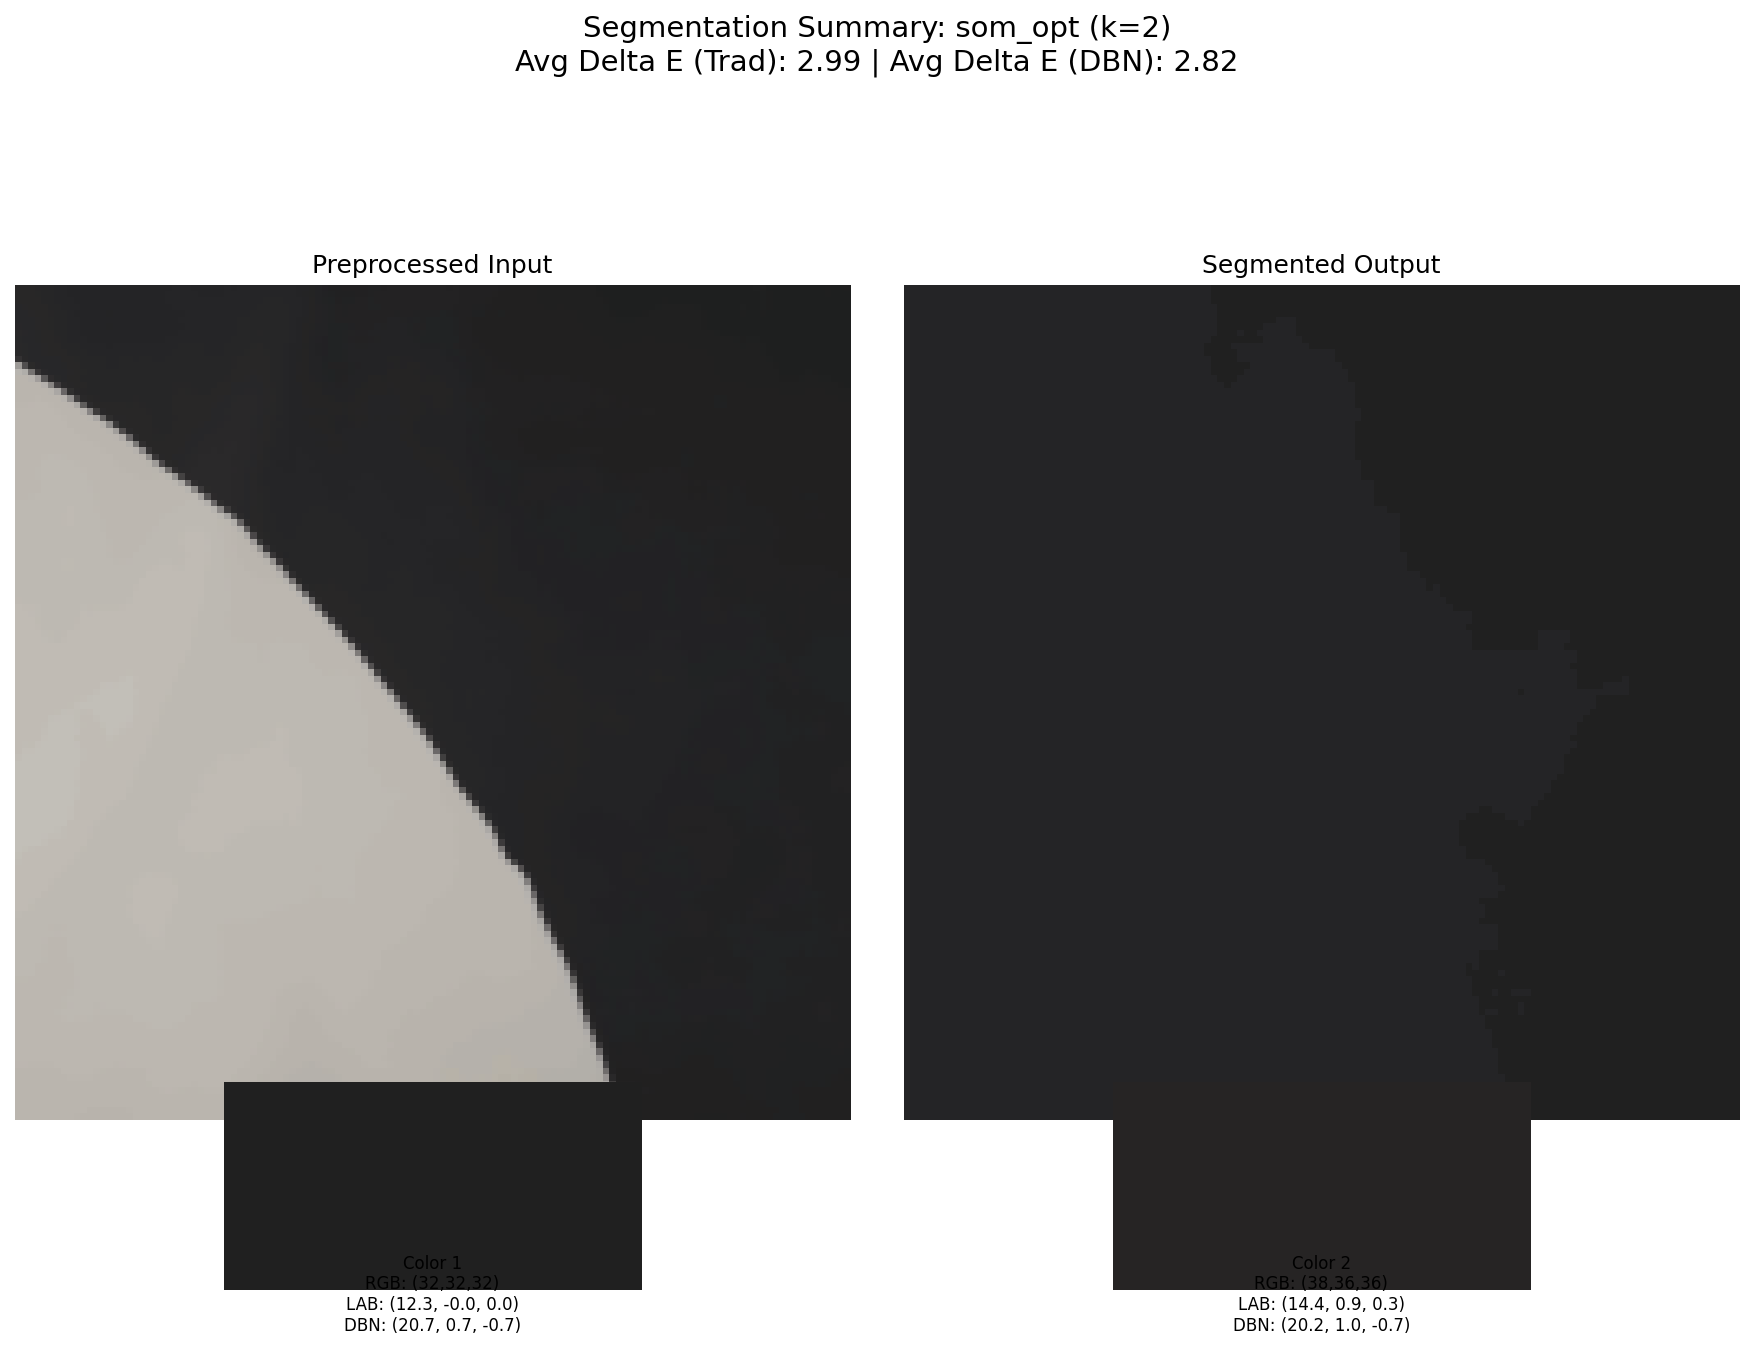 Segmentation Summary: som_opt (k=2)
Avg Delta E (Trad): 2.99 | Avg Delta E (DBN): 2.82
Preprocessed Input
Segmented Output
Color 1
RGB: (32,32,32)
LAB: (12.3, -0.0, 0.0)
DBN: (20.7, 0.7, -0.7)
Color 2
RGB: (38,36,36)
LAB: (14.4, 0.9, 0.3)
DBN: (20.2, 1.0, -0.7)